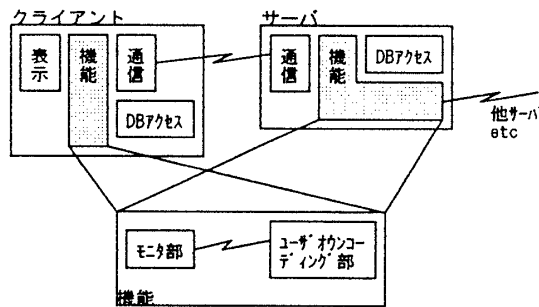 クライアント
サーバ
表示
機能
通信
DBアクセス
通信
機能
DBアクセス
他サーバ
etc
モニタ部
ユーザオウンコー
ディング部
機能